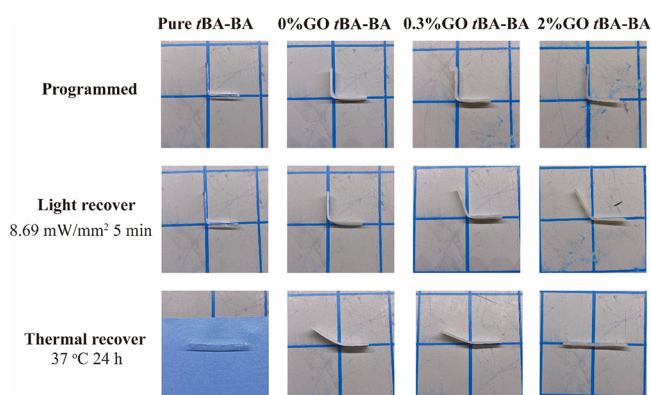 Pure tBA-BA 0%GO tBA-BA 0.3%GO tBA-BA 2%GO tBA-BA
Programmed
Light recover
8.69 mW/mm² 5 min
Thermal recover
37 °C 24 h